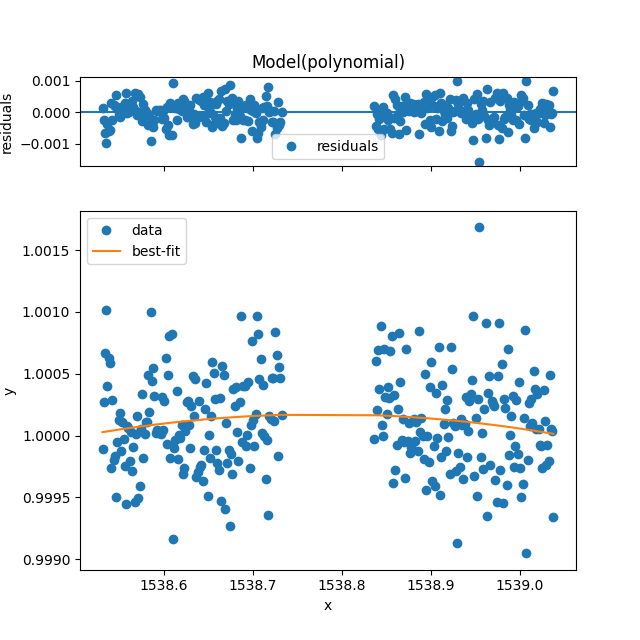 Model(polynomial)
residuals
0.001
0.000
−0.001
residuals
y
1.0015
1.0010
1.0005
1.0000
0.9995
0.9990
data
best-fit
1538.6 1538.7 1538.8 1538.9 1539.0
x